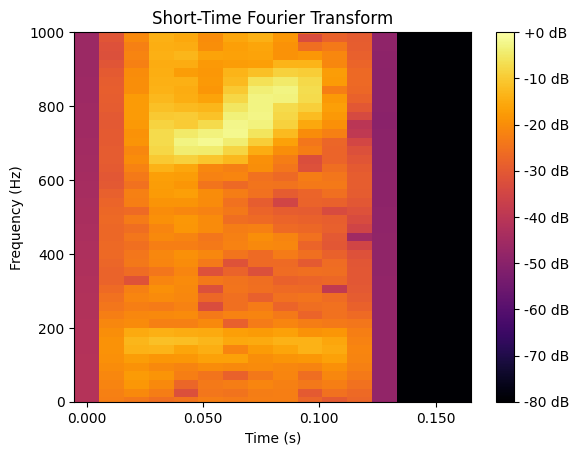 Short-Time Fourier Transform
1000
800
600
400
200
0
Frequency (Hz)
0.000
0.050
0.100
0.150
Time (s)
+0 dB
-10 dB
-20 dB
-30 dB
-40 dB
-50 dB
-60 dB
-70 dB
-80 dB